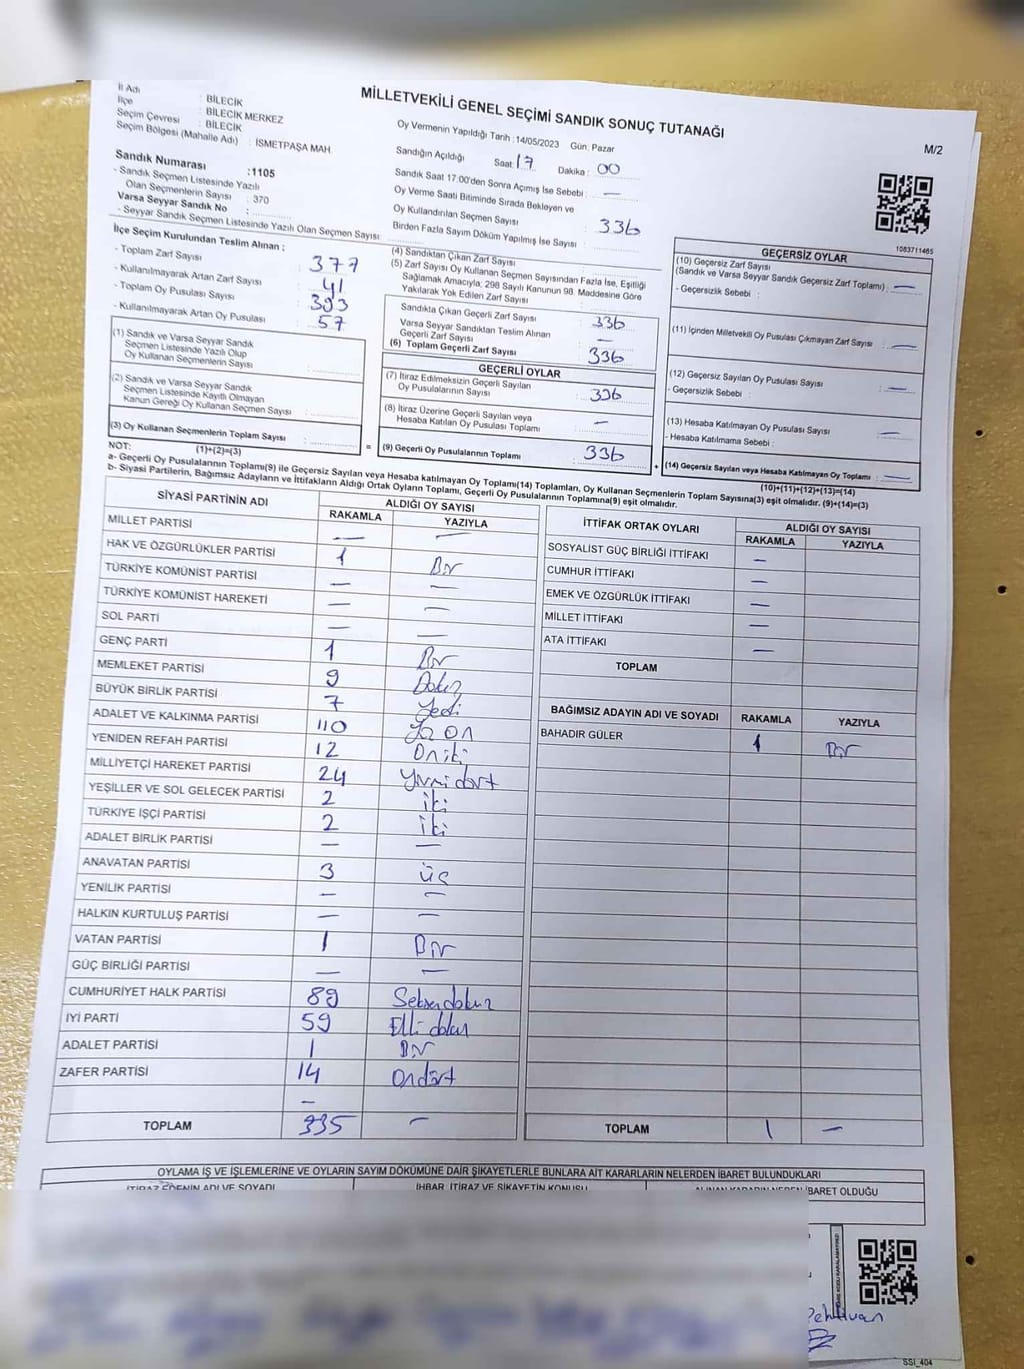 MİLLETVEKİLİ GENEL SEÇİMİ SANDIK SONUÇ TUTANAĞI
M/2
İl Adı : BİLECİK
İlçe : BİLECİK MERKEZ
Seçim Çevresi : BİLECİK
Seçim Bölgesi (Mahalle Adı) : İSMETPAŞA MAH.
Sandık Numarası :1105
- Sandık Seçmen Listesinde Yazılı
Olan Seçmenlerin Sayısı : 370
Varsa Seyyar Sandık No :
- Seyyar Sandık Seçmen Listesinde Yazılı Olan Seçmen Sayısı:
Oy Vermenin Yapıldığı Tarih :14/05/2023 Gün: Pazar
Sandığın Açıldığı Saat: 17 Dakika : 00
Sandık Saat 17.00'den Sonra Açımış İse Sebebi : —
Oy Verme Saati Bitiminde Sırada Bekleyen ve
Oy Kullandırılan Seçmen Sayısı : 336
Birden Fazla Sayım Döküm Yapılmış İse Sayısı :
1083711465
İlçe Seçim Kurulundan Teslim Alınan ;
- Toplam Zarf Sayısı : 377
- Kullanılmayarak Artan Zarf Sayısı : 41
- Toplam Oy Pusulası Sayısı : 393
- Kullanılmayarak Artan Oy Pusulası : 57
(1) Sandık ve Varsa Seyyar Sandık
Seçmen Listesinde Yazılı Olup
Oy Kullanan Seçmenlerin Sayısı :
(2) Sandık ve Varsa Seyyar Sandık
Seçmen Listesinde Kayıtlı Olmayan
Kanun Gereği Oy Kullanan Seçmen Sayısı :
(3) Oy Kullanan Seçmenlerin Toplam Sayısı :
(1)+(2)=(3)
(4) Sandıktan Çıkan Zarf Sayısı :
(5) Zarf Sayısı Oy Kullanan Seçmen Sayısından Fazla İse, Eşitliği
Sağlamak Amacıyla; 298 Sayılı Kanunun 98. Maddesine Göre
Yakılarak Yok Edilen Zarf Sayısı :
Sandıkta Çıkan Geçerli Zarf Sayısı : 336
Varsa Seyyar Sandıktan Teslim Alınan
Geçerli Zarf Sayısı : —
(6) Toplam Geçerli Zarf Sayısı : 336
GEÇERLİ OYLAR
(7) İtiraz Edilmeksizin Geçerli Sayılan
Oy Pusulalarının Sayısı : 336
(8) İtiraz Üzerine Geçerli Sayılan veya
Hesaba Katılan Oy Pusulası Toplamı : —
= (9) Geçerli Oy Pusulalarının Toplamı : 336 +
GEÇERSİZ OYLAR
(10) Geçersiz Zarf Sayısı
(Sandık ve Varsa Seyyar Sandık Geçersiz Zarf Toplamı) : —
- Geçersizlik Sebebi :
(11) İçinden Milletvekili Oy Pusulası Çıkmayan Zarf Sayısı : —
(12) Geçersiz Sayılan Oy Pusulası Sayısı : —
- Geçersizlik Sebebi :
(13) Hesaba Katılmayan Oy Pusulası Sayısı : —
- Hesaba Katılmama Sebebi :
(14) Geçersiz Sayılan veya Hesaba Katılmayan Oy Toplamı : —
(10)+(11)+(12)+(13)=(14)
NOT:
a- Geçerli Oy Pusulalarının Toplamı(9) ile Geçersiz Sayılan veya Hesaba katılmayan Oy Toplamı(14) Toplamları, Oy Kullanan Seçmenlerin Toplam Sayısına(3) eşit olmalıdır. (9)+(14)=(3)
b- Siyasi Partilerin, Bağımsız Adayların ve İttifakların Aldığı Ortak Oyların Toplamı, Geçerli Oy Pusulalarının Toplamına(9) eşit olmalıdır.
SİYASİ PARTİNİN ADI ALDIĞI OY SAYISI
RAKAMLA YAZIYLA
MİLLET PARTİSİ — —
HAK VE ÖZGÜRLÜKLER PARTİSİ 1 Bir
TÜRKİYE KOMÜNİST PARTİSİ — —
TÜRKİYE KOMÜNİST HAREKETİ — —
SOL PARTİ — —
GENÇ PARTİ 1 Bir
MEMLEKET PARTİSİ 9 Dokuz
BÜYÜK BİRLİK PARTİSİ 7 Yedi
ADALET VE KALKINMA PARTİSİ 110 Yüz on
YENİDEN REFAH PARTİSİ 12 Oniki
MİLLİYETÇİ HAREKET PARTİSİ 24 Yirmi dört
YEŞİLLER VE SOL GELECEK PARTİSİ 2 iki
TÜRKİYE İŞÇİ PARTİSİ 2 iki
ADALET BİRLİK PARTİSİ — —
ANAVATAN PARTİSİ 3 üç
YENİLİK PARTİSİ — —
HALKIN KURTULUŞ PARTİSİ — —
VATAN PARTİSİ 1 Bir
GÜÇ BİRLİĞİ PARTİSİ — —
CUMHURİYET HALK PARTİSİ 89 Seksen dokuz
İYİ PARTİ 59 Elli dokuz
ADALET PARTİSİ 1 Bir
ZAFER PARTİSİ 14 Ondört
—
TOPLAM 335 —
İTTİFAK ORTAK OYLARI ALDIĞI OY SAYISI
RAKAMLA YAZIYLA
SOSYALIST GÜÇ BİRLİĞİ İTTİFAKI —
CUMHUR İTTİFAKI —
EMEK VE ÖZGÜRLÜK İTTİFAKI —
MİLLET İTTİFAKI —
ATA İTTİFAKI —
TOPLAM
BAĞIMSIZ ADAYIN ADI VE SOYADI RAKAMLA YAZIYLA
BAHADIR GÜLER 1 Bir
TOPLAM 1 —
OYLAMA İŞ VE İŞLEMLERİNE VE OYLARIN SAYIM DÖKÜMÜNE DAİR ŞİKAYETLERLE BUNLARA AİT KARARLARIN NELERDEN İBARET BULUNDUKLARI
İTİRAZ EDENİN ADI VE SOYADI İHBAR, İTİRAZ VE ŞİKAYETİN KONUSU ALINAN KARARIN NEDEN İBARET OLDUĞU
Pehlivan
SSI_404